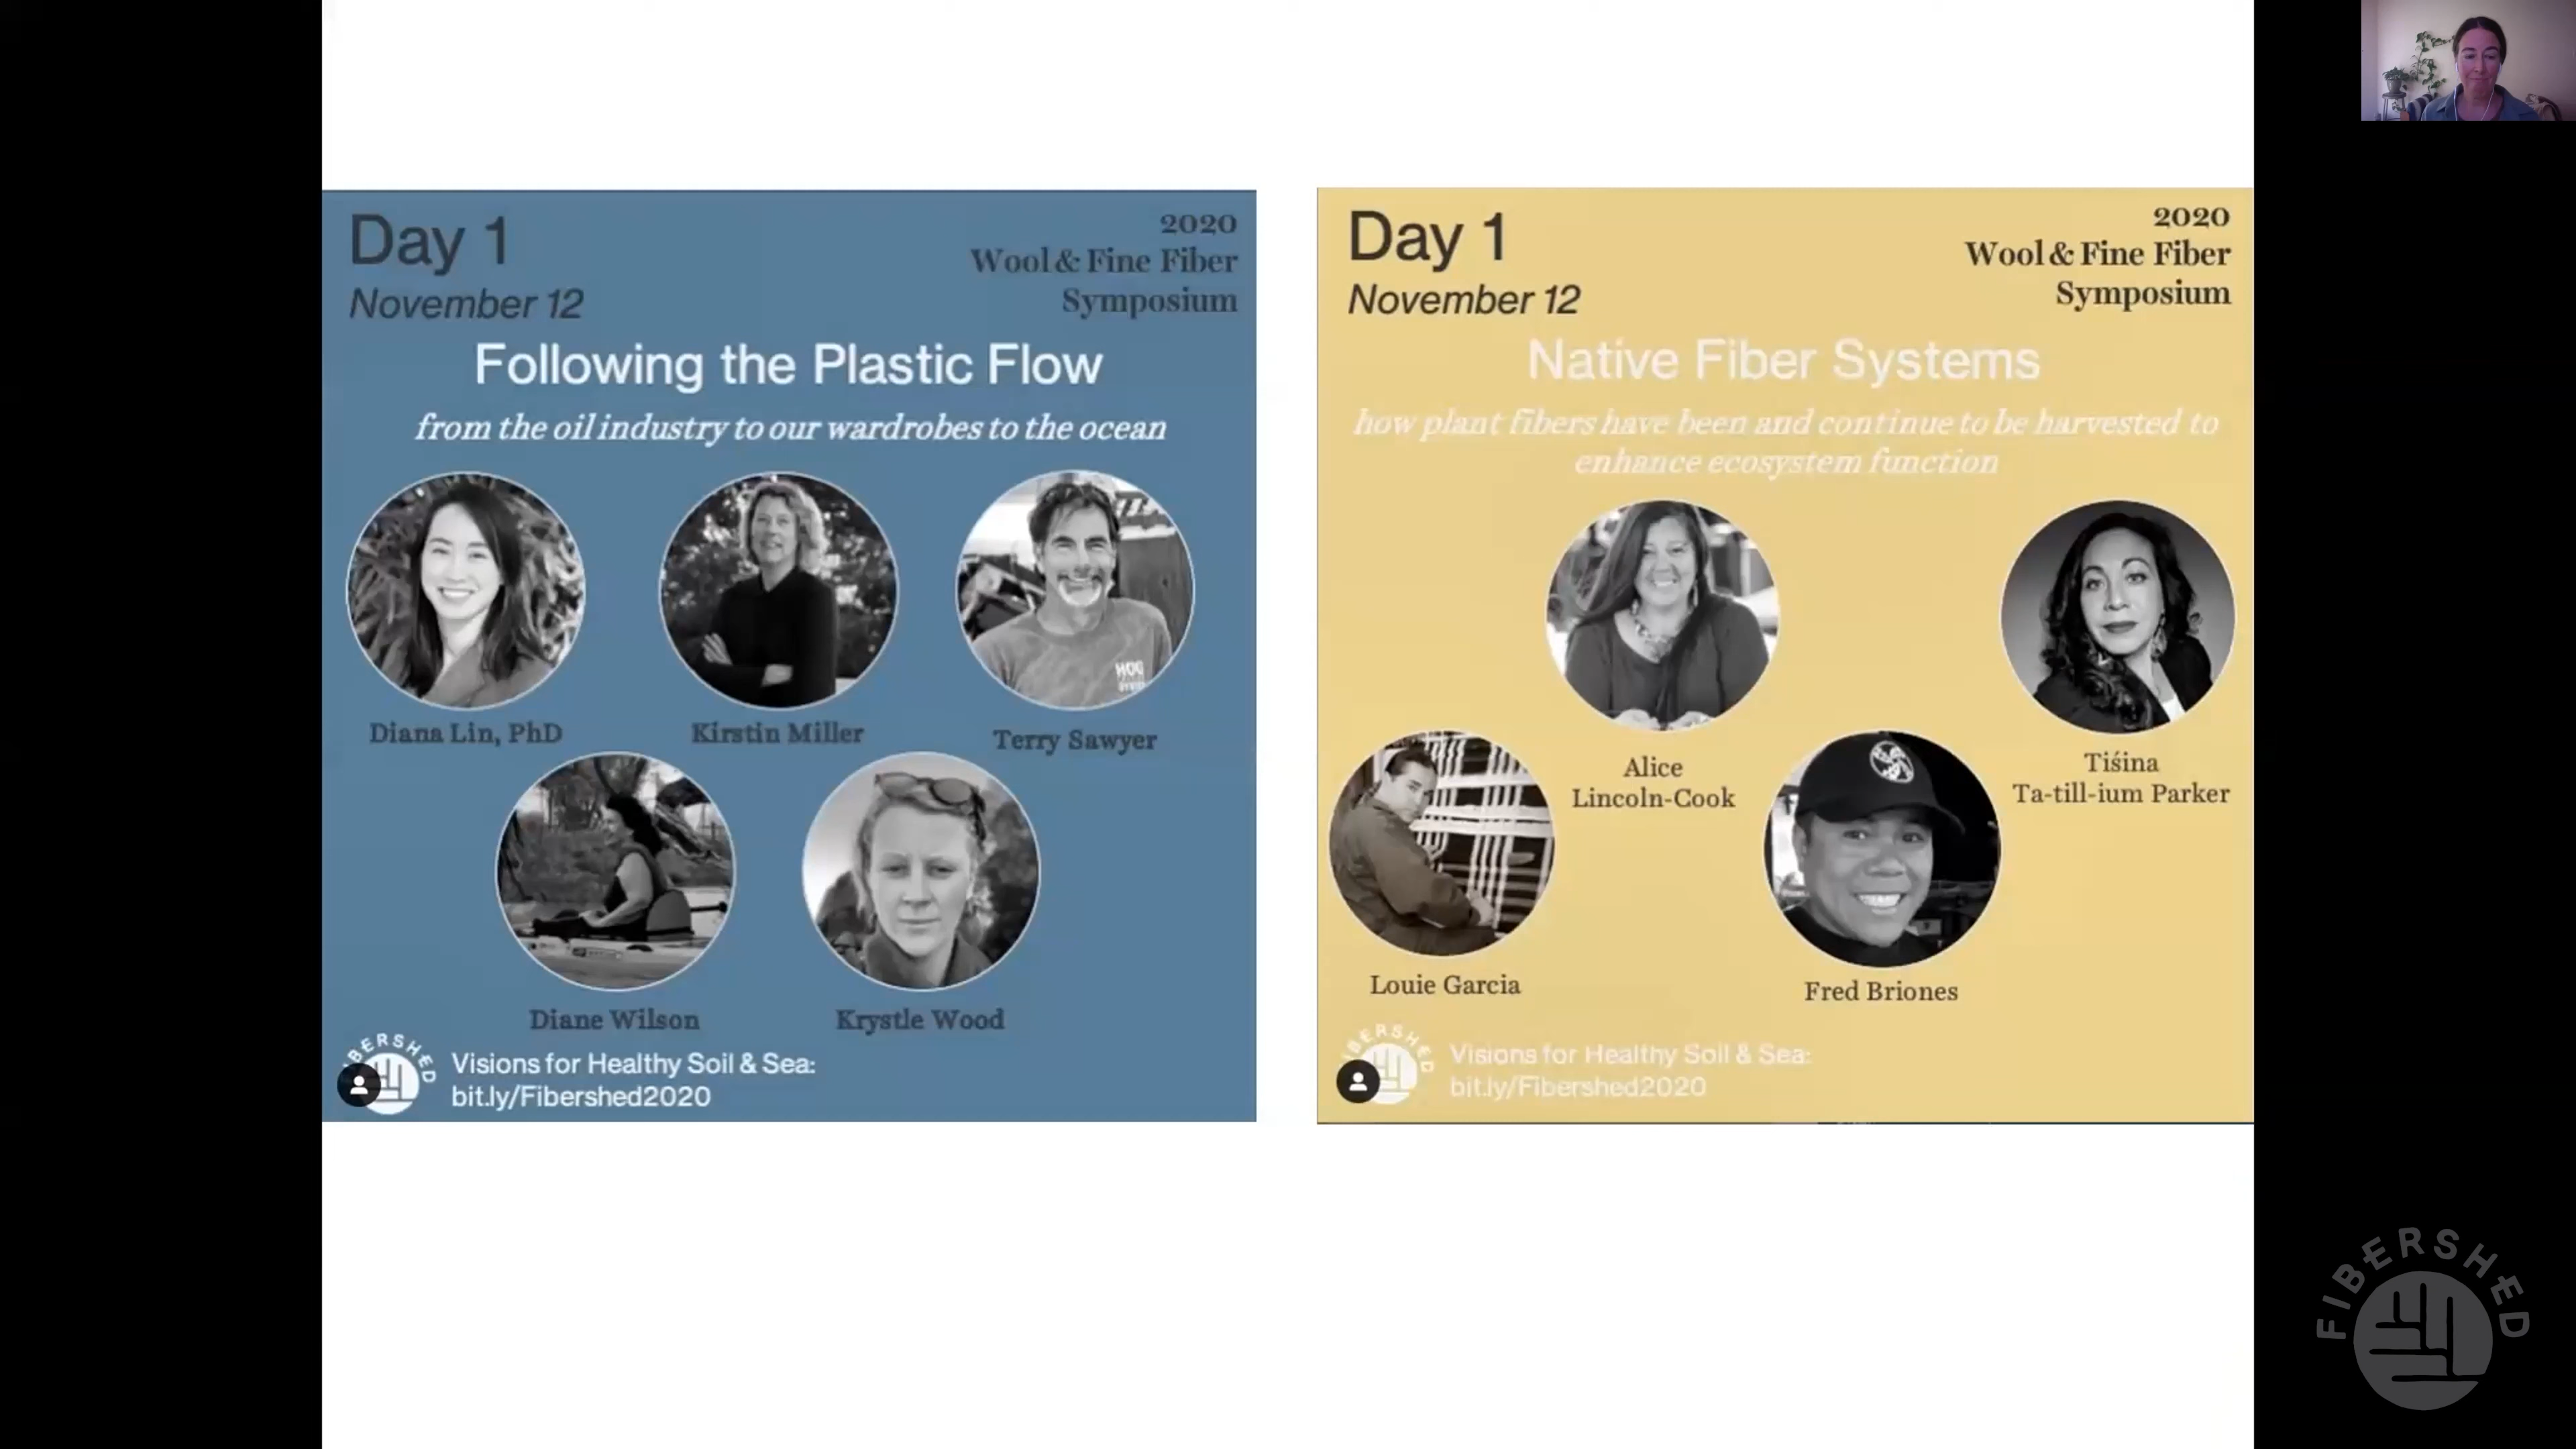 Day 1
November 12
2020
Wool & Fine Fiber
Symposium
Following the Plastic Flow
from the oil industry to our wardrobes to the ocean
HOG
Diana Lin, PhD
Kirstin Miller
Terry Sawyer
Diane Wilson
Krystle Wood
FIBERSHED
Visions for Healthy Soil & Sea:
bit.ly/Fibershed2020
Day 1
November 12
2020
Wool & Fine Fiber
Symposium
Native Fiber Systems
how plant fibers have been and continue to be harvested to
enhance ecosystem function
Alice
Lincoln-Cook
Tiśina
Ta-till-ium Parker
Louie Garcia
Fred Briones
FIBERSHED
Visions for Healthy Soil & Sea:
bit.ly/Fibershed2020
FIBERSHED